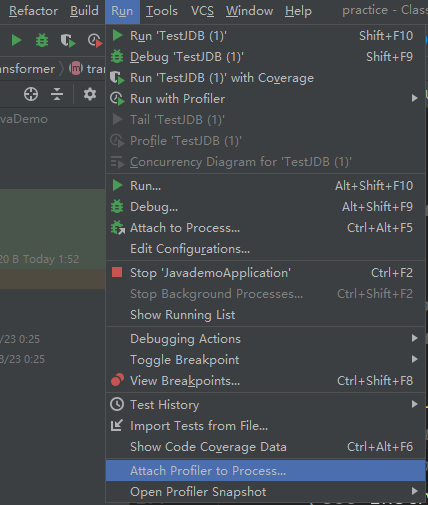 Refactor Build Run Tools VCS Window Help practice - Clas
Run 'TestJDB (1)' Shift+F10
Debug 'TestJDB (1)' Shift+F9
Run 'TestJDB (1)' with Coverage
Run with Profiler
Tail 'TestJDB (1)'
Profile 'TestJDB (1)'
Concurrency Diagram for 'TestJDB (1)'
Run... Alt+Shift+F10
Debug... Alt+Shift+F9
Attach to Process... Ctrl+Alt+F5
Edit Configurations...
Stop 'JavademoApplication' Ctrl+F2
Stop Background Processes... Ctrl+Shift+F2
Show Running List
Debugging Actions
Toggle Breakpoint
View Breakpoints... Ctrl+Shift+F8
Test History
Import Tests from File...
Show Code Coverage Data Ctrl+Alt+F6
Attach Profiler to Process...
Open Profiler Snapshot
nsformer
m tra
vaDemo
20 B Today 1:52
/23 0:25
8/23 0:25